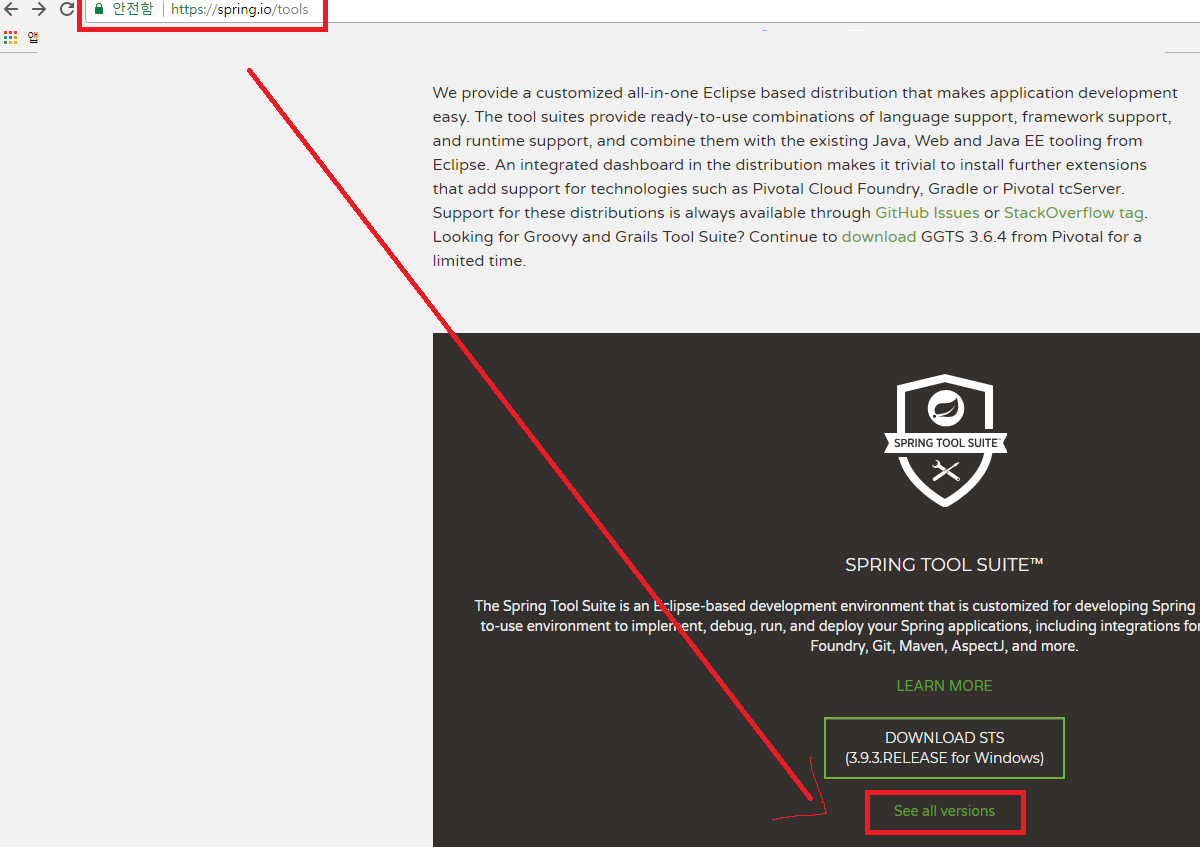 안전함 https://spring.io/tools
앱
We provide a customized all-in-one Eclipse based distribution that makes application development
easy. The tool suites provide ready-to-use combinations of language support, framework support,
and runtime support, and combine them with the existing Java, Web and Java EE tooling from
Eclipse. An integrated dashboard in the distribution makes it trivial to install further extensions
that add support for technologies such as Pivotal Cloud Foundry, Gradle or Pivotal tcServer.
Support for these distributions is always available through GitHub Issues or StackOverflow tag.
Looking for Groovy and Grails Tool Suite? Continue to download GGTS 3.6.4 from Pivotal for a
limited time.
SPRING TOOL SUITE
SPRING TOOL SUITE™
The Spring Tool Suite is an Eclipse-based development environment that is customized for developing Spring
to-use environment to implement, debug, run, and deploy your Spring applications, including integrations for
Foundry, Git, Maven, AspectJ, and more.
LEARN MORE
DOWNLOAD STS
(3.9.3.RELEASE for Windows)
See all versions